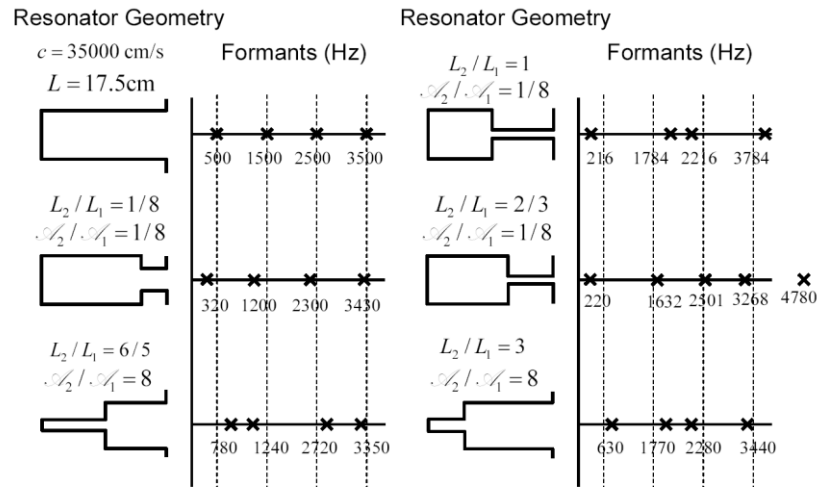 Resonator Geometry
c = 35000 cm/s
L = 17.5cm
Formants (Hz)
500 1500 2500 3500
L₂ / L₁ = 1/8
𝒜₂ / 𝒜₁ = 1/8
320 1200 2300 3430
L₂ / L₁ = 6/5
𝒜₂ / 𝒜₁ = 8
780 1240 2720 3350
Resonator Geometry
Formants (Hz)
L₂ / L₁ = 1
𝒜₂ / 𝒜₁ = 1/8
216 1784 2216 3784
L₂ / L₁ = 2/3
𝒜₂ / 𝒜₁ = 1/8
220 1632 2501 3268 4780
L₂ / L₁ = 3
𝒜₂ / 𝒜₁ = 8
630 1770 2280 3440